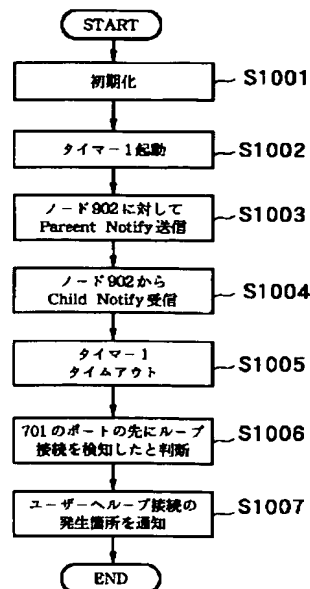 START
初期化
S1001
タイマー1起動
S1002
ノード902に対して
Pareent Notify送信
S1003
ノード902から
Child Notify受信
S1004
タイマー1
タイムアウト
S1005
701のポートの先にループ
接続を検知したと判断
S1006
ユーザーへループ接続の
発生箇所を通知
S1007
END